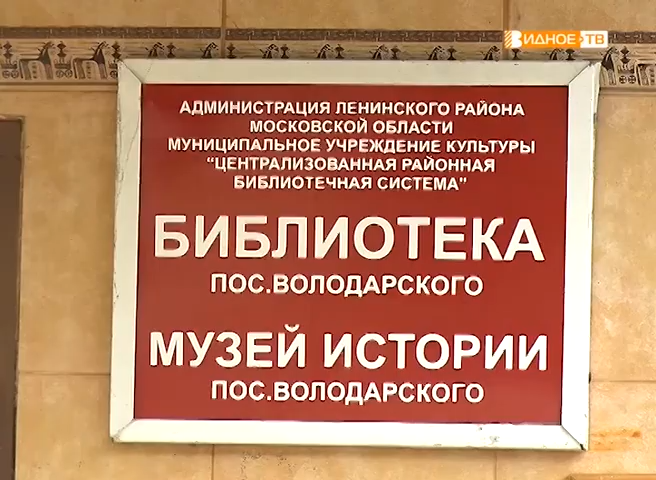 ВИДНОЕ ТВ
АДМИНИСТРАЦИЯ ЛЕНИНСКОГО РАЙОНА
МОСКОВСКОЙ ОБЛАСТИ
МУНИЦИПАЛЬНОЕ УЧРЕЖДЕНИЕ КУЛЬТУРЫ
"ЦЕНТРАЛИЗОВАННАЯ РАЙОННАЯ
БИБЛИОТЕЧНАЯ СИСТЕМА"
БИБЛИОТЕКА
ПОС.ВОЛОДАРСКОГО
МУЗЕЙ ИСТОРИИ
ПОС.ВОЛОДАРСКОГО